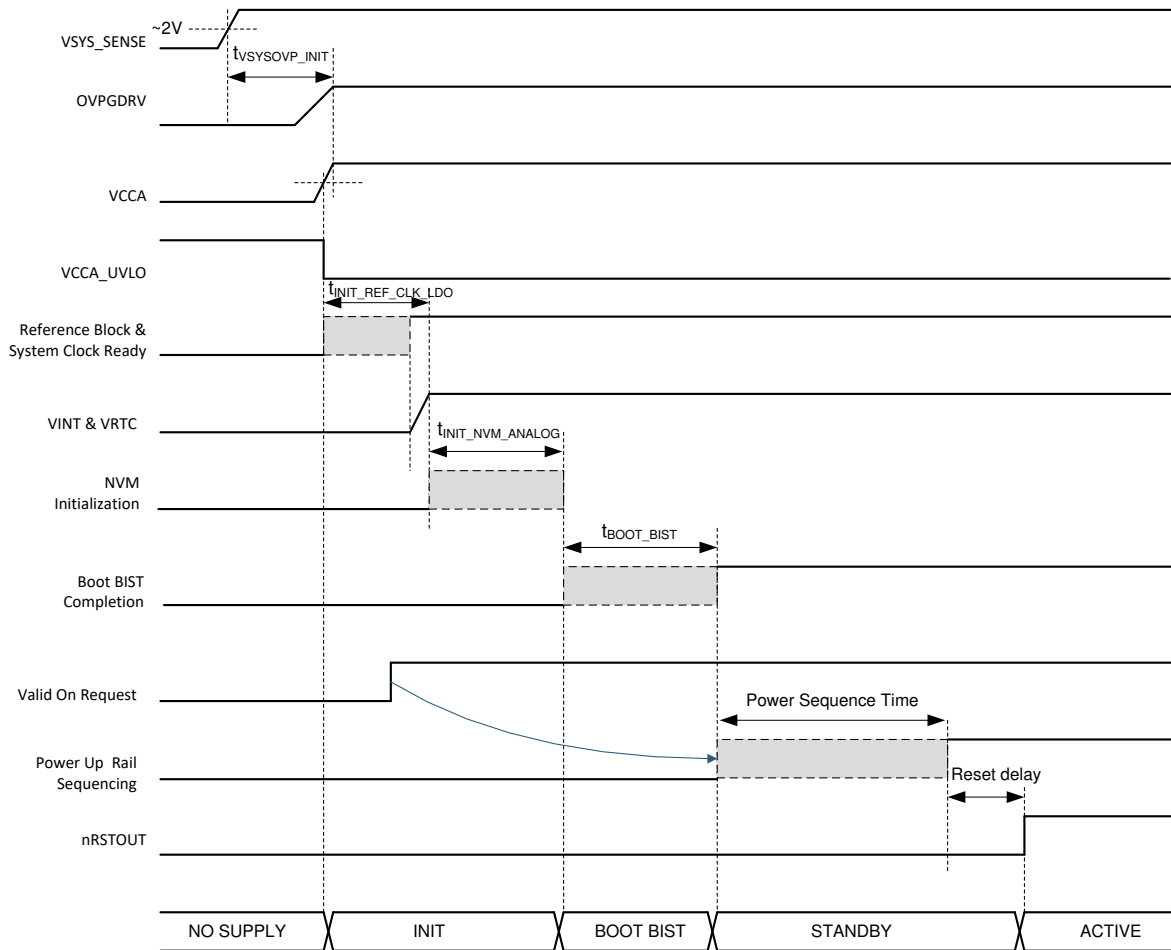 ~2V
VSYS_SENSE
tVSYSOVP_INIT
OVPGDRV
VCCA
VCCA_UVLO
tINIT_REF_CLK_LDO
Reference Block &
System Clock Ready
VINT & VRTC
tINIT_NVM_ANALOG
NVM
Initialization
tBOOT_BIST
Boot BIST
Completion
Valid On Request
Power Sequence Time
Power Up Rail
Sequencing
Reset delay
nRSTOUT
NO SUPPLY
INIT
BOOT BIST
STANDBY
ACTIVE